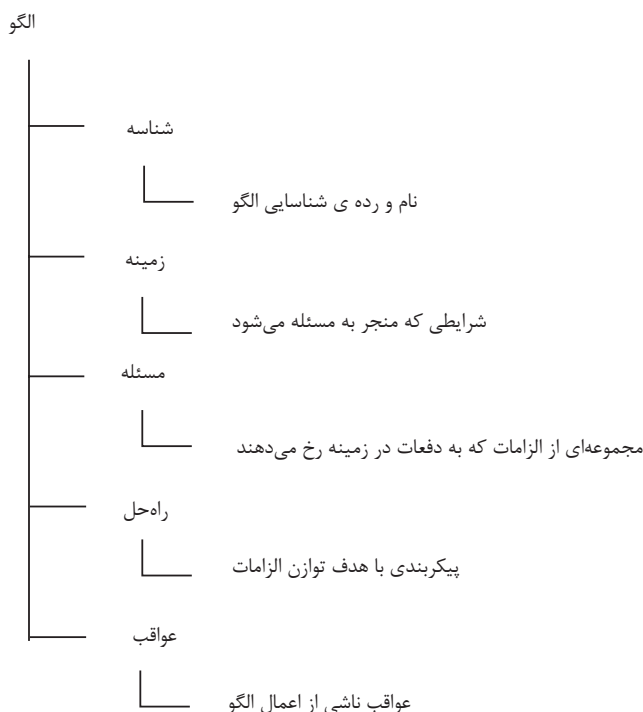 الگو
شناسه
نام و رده ی شناسایی الگو
زمینه
شرایطی که منجر به مسئله می‌شود
مسئله
مجموعه‌ای از الزامات که به دفعات در زمینه رخ می‌دهند
راه‌حل
پیکربندی با هدف توازن الزامات
عواقب
عواقب ناشی از اعمال الگو